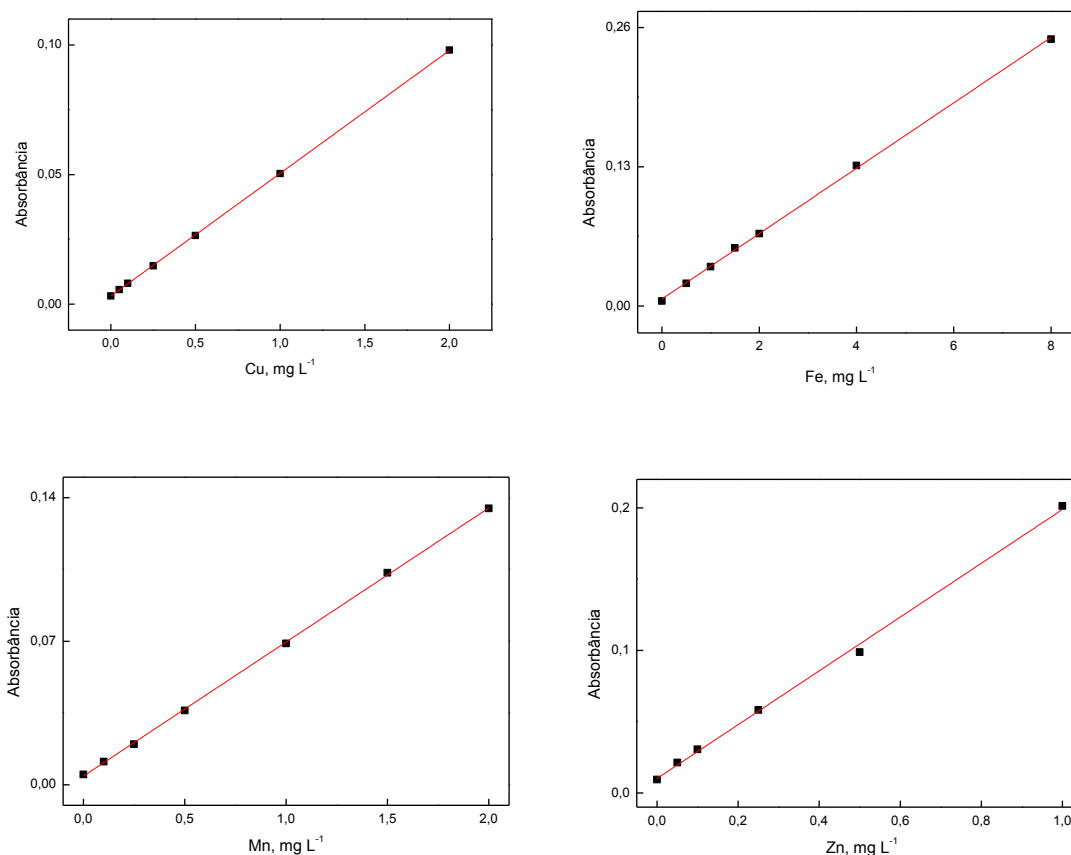 0,10
0,05
0,00
Absorbância
0,0 0,5 1,0 1,5 2,0
Cu, mg L⁻¹
0,26
0,13
0,00
Absorbância
0 2 4 6 8
Fe, mg L⁻¹
0,14
0,07
0,00
Absorbância
0,0 0,5 1,0 1,5 2,0
Mn, mg L⁻¹
0,2
0,1
0,0
Absorbância
0,0 0,2 0,4 0,6 0,8 1,0
Zn, mg L⁻¹